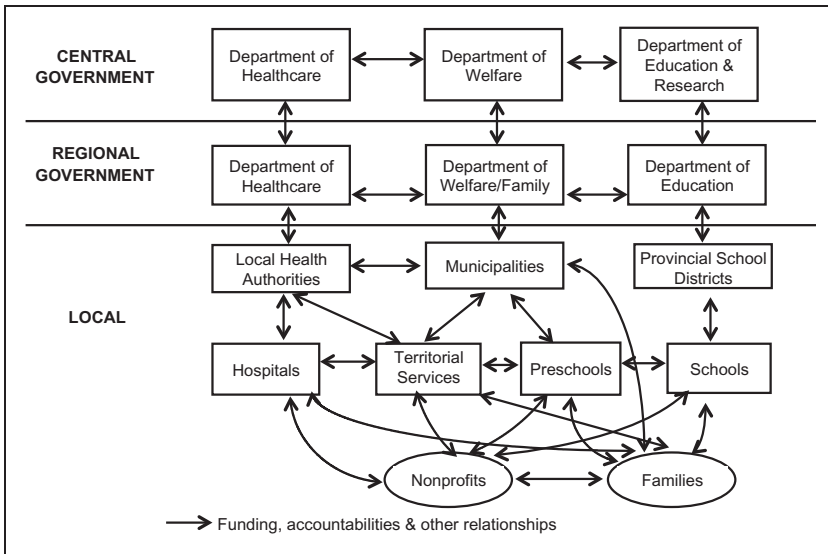 CENTRAL
GOVERNMENT
Department of
Healthcare
Department of
Welfare
Department of
Education &
Research
REGIONAL
GOVERNMENT
Department of
Healthcare
Department of
Welfare/Family
Department of
Education
LOCAL
Local Health
Authorities
Municipalities
Provincial School
Districts
Hospitals
Territorial
Services
Preschools
Schools
Nonprofits
Families
Funding, accountabilities & other relationships